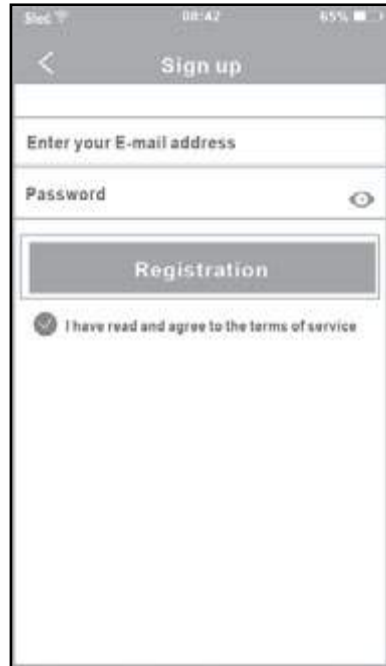 08:42 65%
Sign up
Enter your E-mail address
Password
Registration
I have read and agree to the terms of service